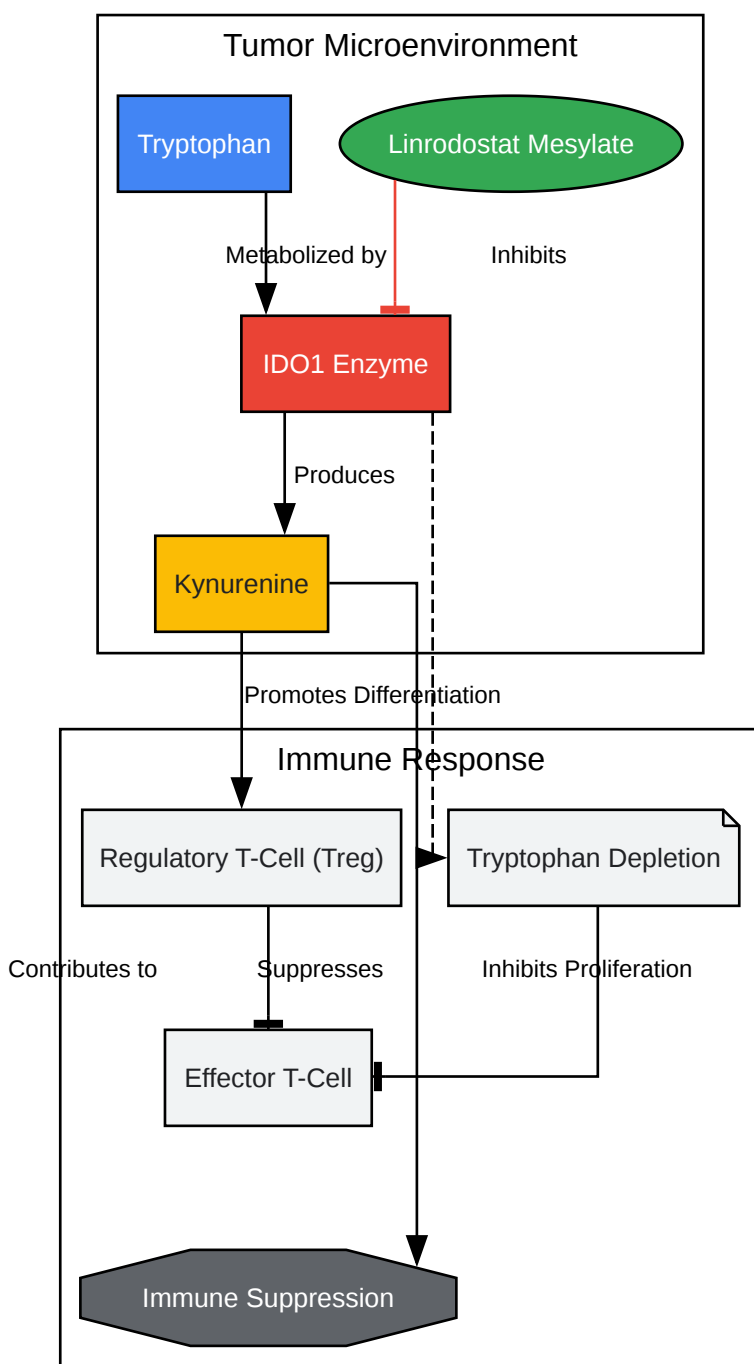 Tumor Microenvironment
Tryptophan
Linrodostat Mesylate
Metabolized by
Inhibits
IDO1 Enzyme
Produces
Kynurenine
Promotes Differentiation
Immune Response
Regulatory T-Cell (Treg)
Tryptophan Depletion
Contributes to
Suppresses
Inhibits Proliferation
Effector T-Cell
Immune Suppression